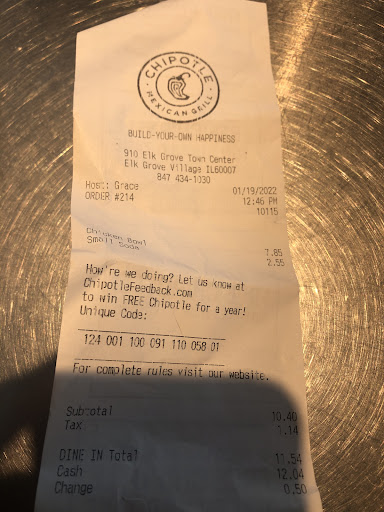 CHIPOTLE
MEXICAN GRILL
BUILD-YOUR-OWN HAPPINESS
910 Elk Grove Town Center
Elk Grove Village IL60007
847 434-1030
Host: Grace 01/19/2022
ORDER #214 12:46 PM
10115
Chicken Bowl 7.85
Small Soda 2.55
How're we doing? Let us know at
ChipotleFeedback.com
to win FREE Chipotle for a year!
Unique Code:
124 001 100 091 110 058 01
For complete rules visit our website.
Subtotal 10.40
Tax 1.14
DINE IN Total 11.54
Cash 12.04
Change 0.50